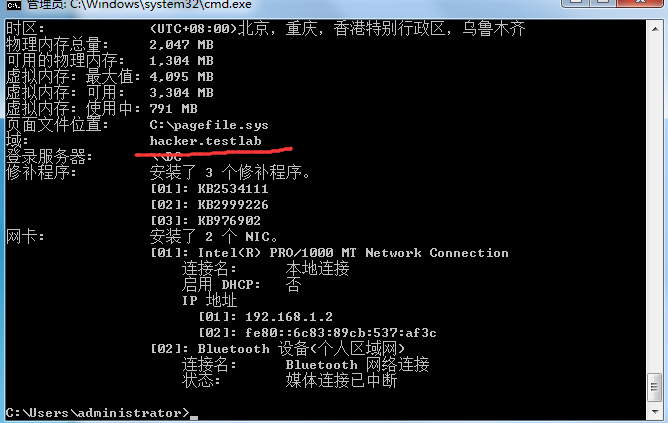 管理员: C:\Windows\system32\cmd.exe
时区: (UTC+08:00)北京，重庆，香港特别行政区，乌鲁木齐
物理内存总量: 2,047 MB
可用的物理内存: 1,304 MB
虚拟内存: 最大值: 4,095 MB
虚拟内存: 可用: 3,304 MB
虚拟内存: 使用中: 791 MB
页面文件位置: C:\pagefile.sys
域: hacker.testlab
登录服务器: \\DC
修补程序: 安装了 3 个修补程序。
[01]: KB2534111
[02]: KB2999226
[03]: KB976902
网卡: 安装了 2 个 NIC。
[01]: Intel(R) PRO/1000 MT Network Connection
连接名: 本地连接
启用 DHCP: 否
IP 地址
[01]: 192.168.1.2
[02]: fe80::6c83:89cb:537:af3c
[02]: Bluetooth 设备(个人区域网)
连接名: Bluetooth 网络连接
状态: 媒体连接已中断
C:\Users\administrator>_